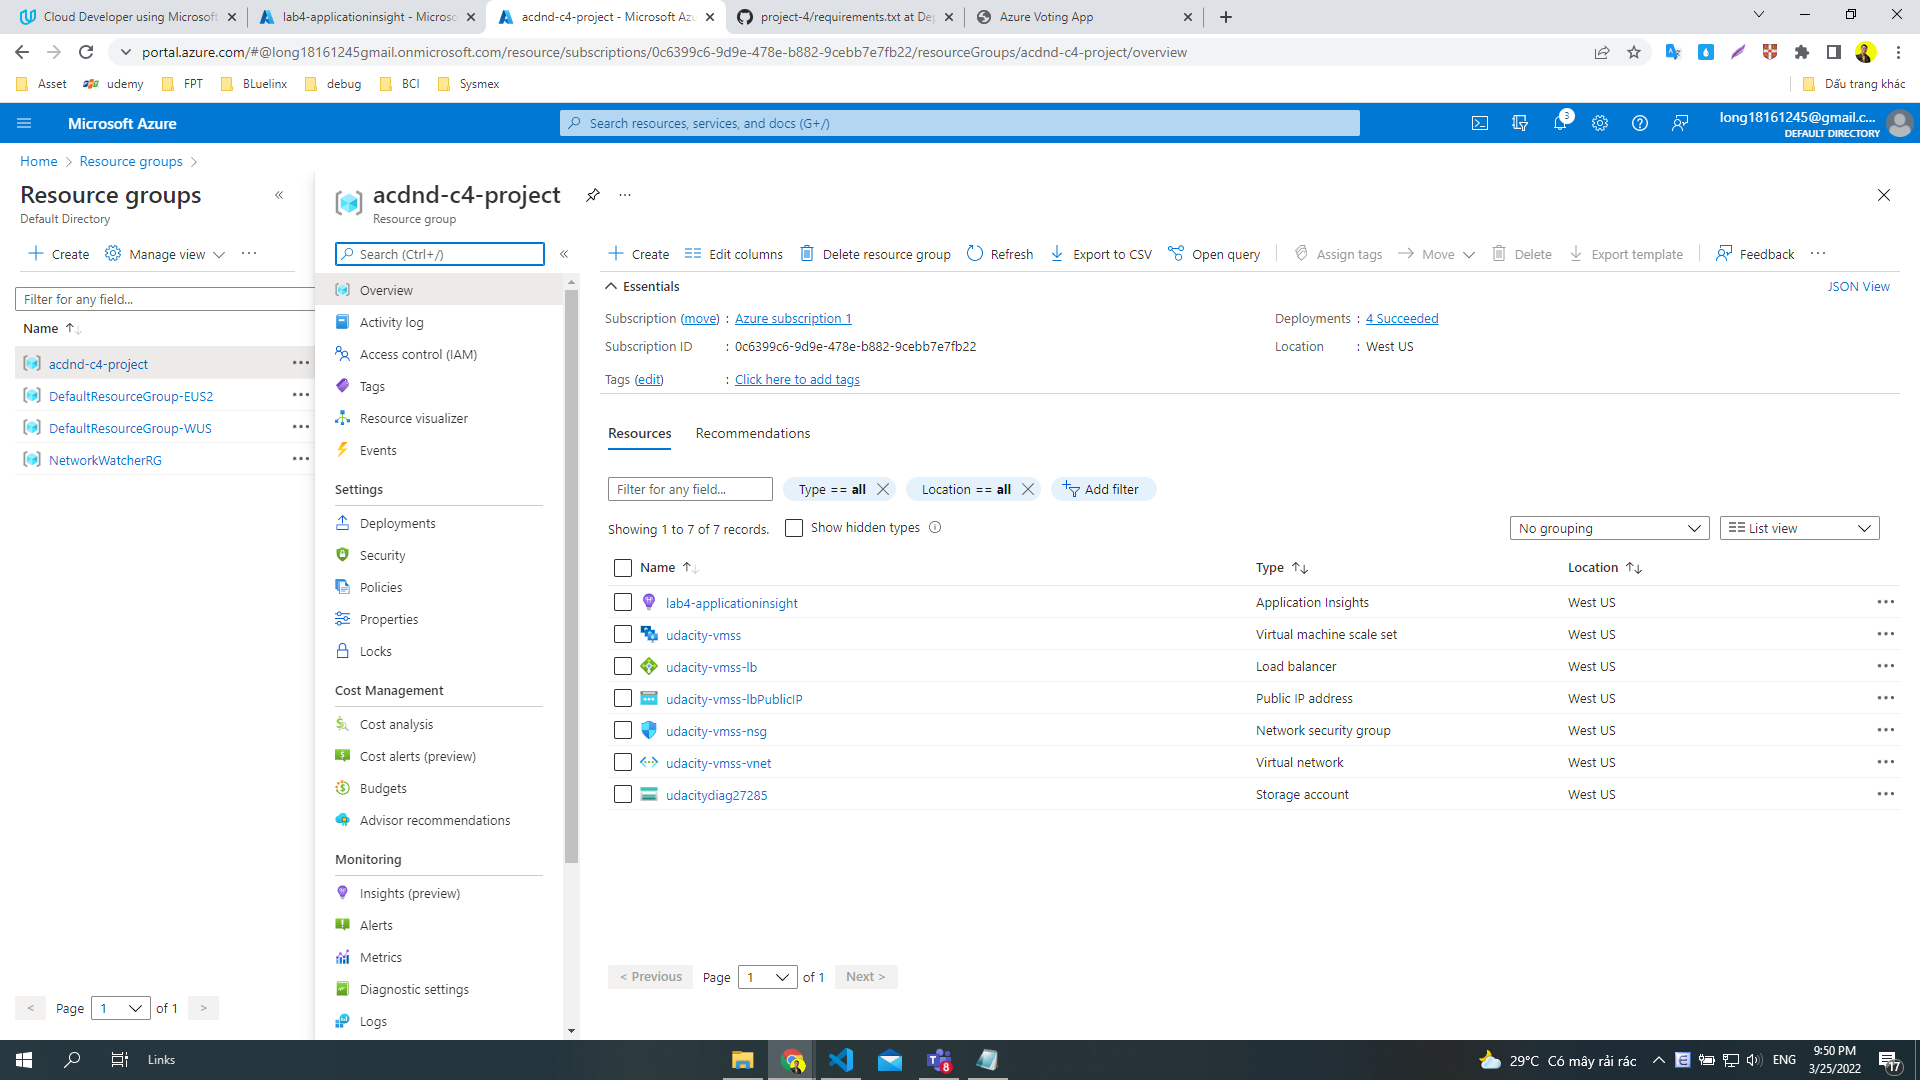 Cloud Developer using Microsoft
lab4-applicationinsight - Microso
acdnd-c4-project - Microsoft Azu
project-4/requirements.txt at De
Azure Voting App
portal.azure.com/#@long18161245gmail.onmicrosoft.com/resource/subscriptions/0c6399c6-9d9e-478e-b882-9cebb7e7fb22/resourceGroups/acdnd-c4-project/overview
Asset
udemy
FPT
BLuelinx
debug
BCI
Sysmex
Dấu trang khác
Microsoft Azure
Search resources, services, and docs (G+/)
3
long18161245@gmail.c...
DEFAULT DIRECTORY
Home > Resource groups >
Resource groups
Default Directory
Create
Manage view
Filter for any field...
Name
acdnd-c4-project
DefaultResourceGroup-EUS2
DefaultResourceGroup-WUS
NetworkWatcherRG
< Page 1 of 1 >
acdnd-c4-project
Resource group
Search (Ctrl+/)
Overview
Activity log
Access control (IAM)
Tags
Resource visualizer
Events
Settings
Deployments
Security
Policies
Properties
Locks
Cost Management
Cost analysis
Cost alerts (preview)
Budgets
Advisor recommendations
Monitoring
Insights (preview)
Alerts
Metrics
Diagnostic settings
Logs
Create
Edit columns
Delete resource group
Refresh
Export to CSV
Open query
Assign tags
Move
Delete
Export template
Feedback
Essentials
JSON View
Subscription (move) : Azure subscription 1
Deployments : 4 Succeeded
Subscription ID : 0c6399c6-9d9e-478e-b882-9cebb7e7fb22
Location : West US
Tags (edit) : Click here to add tags
Resources
Recommendations
Filter for any field...
Type == all
Location == all
Add filter
Showing 1 to 7 of 7 records.
Show hidden types
No grouping
List view
Name Type Location
lab4-applicationinsight Application Insights West US
udacity-vmss Virtual machine scale set West US
udacity-vmss-lb Load balancer West US
udacity-vmss-lbPublicIP Public IP address West US
udacity-vmss-nsg Network security group West US
udacity-vmss-vnet Virtual network West US
udacitydiag27285 Storage account West US
< Previous Page 1 of 1 Next >
Links
8
29°C Có mây rải rác
ENG
9:50 PM
3/25/2022
17